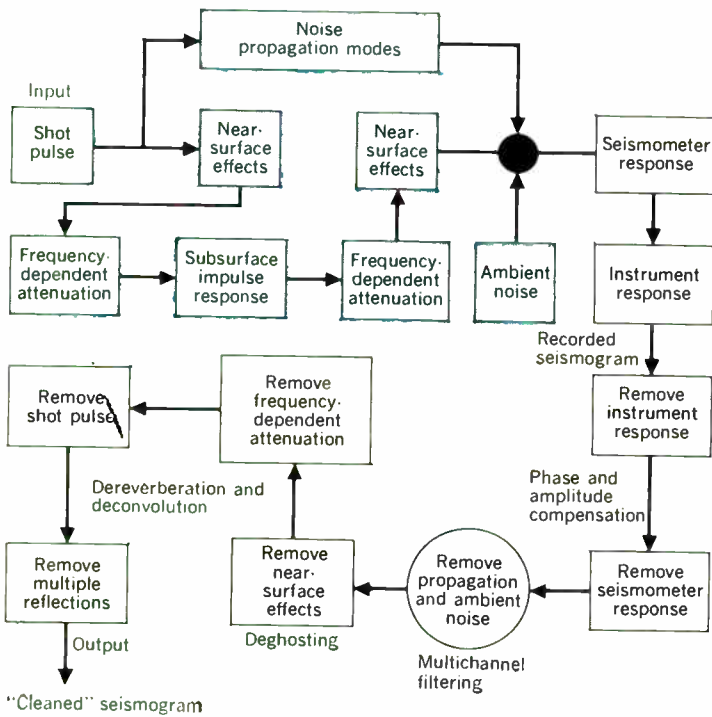 Noise
propagation modes
Input
Shot
pulse
Near-
surface
effects
Near-
surface
effects
Seismometer
response
Frequency-
dependent
attenuation
Subsurface
impulse
response
Frequency-
dependent
attenuation
Ambient
noise
Instrument
response
Recorded
seismogram
Remove
shot pulse
Remove
frequency-
dependent
attenuation
Remove
instrument
response
Dereverberation and
deconvolution
Phase and
amplitude
compensation
Remove
multiple
reflections
Remove
near-
surface
effects
Remove
propagation
and ambient
noise
Remove
seismometer
response
Deghosting
Multichannel
filtering
Output
"Cleaned" seismogram